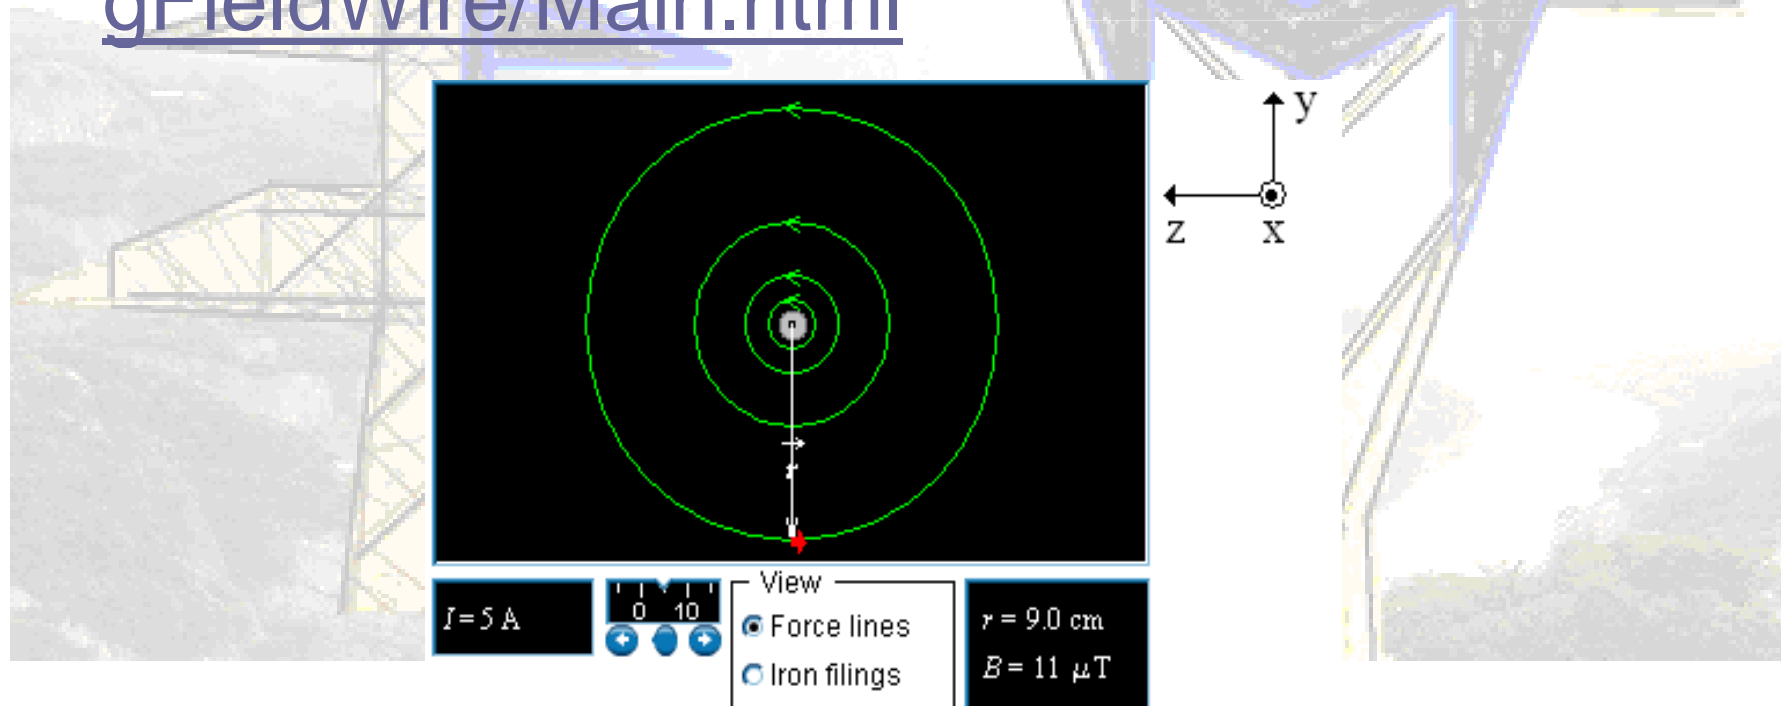 gFieldWire/Main.html
y
z x
r
I = 5 A
0 10
View
Force lines
Iron filings
r = 9.0 cm
B = 11 μT